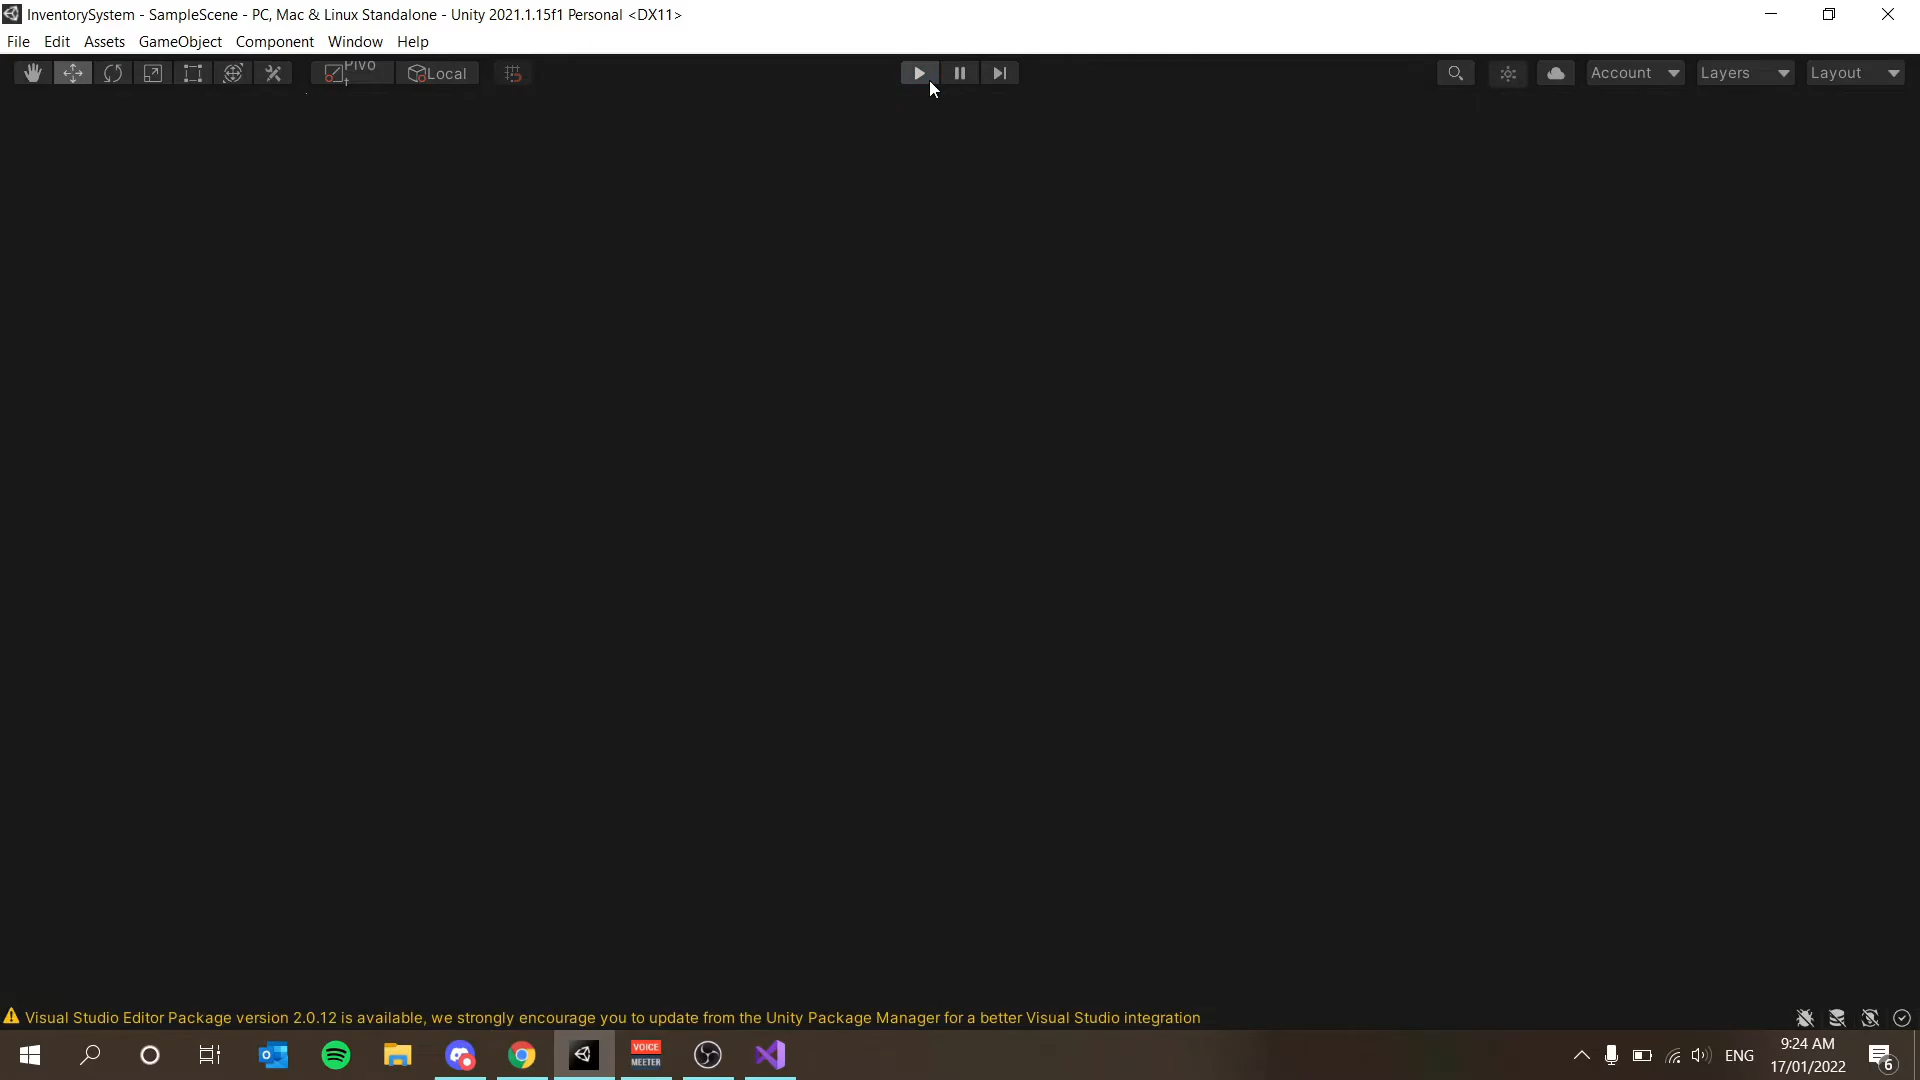 InventorySystem - SampleScene - PC, Mac & Linux Standalone - Unity 2021.1.15f1 Personal <DX11>
File Edit Assets GameObject Component Window Help
Pivot
Local
Account
Layers
Layout
Visual Studio Editor Package version 2.0.12 is available, we strongly encourage you to update from the Unity Package Manager for a better Visual Studio integration
VOICE
MEETER
ENG
9:24 AM
17/01/2022
6